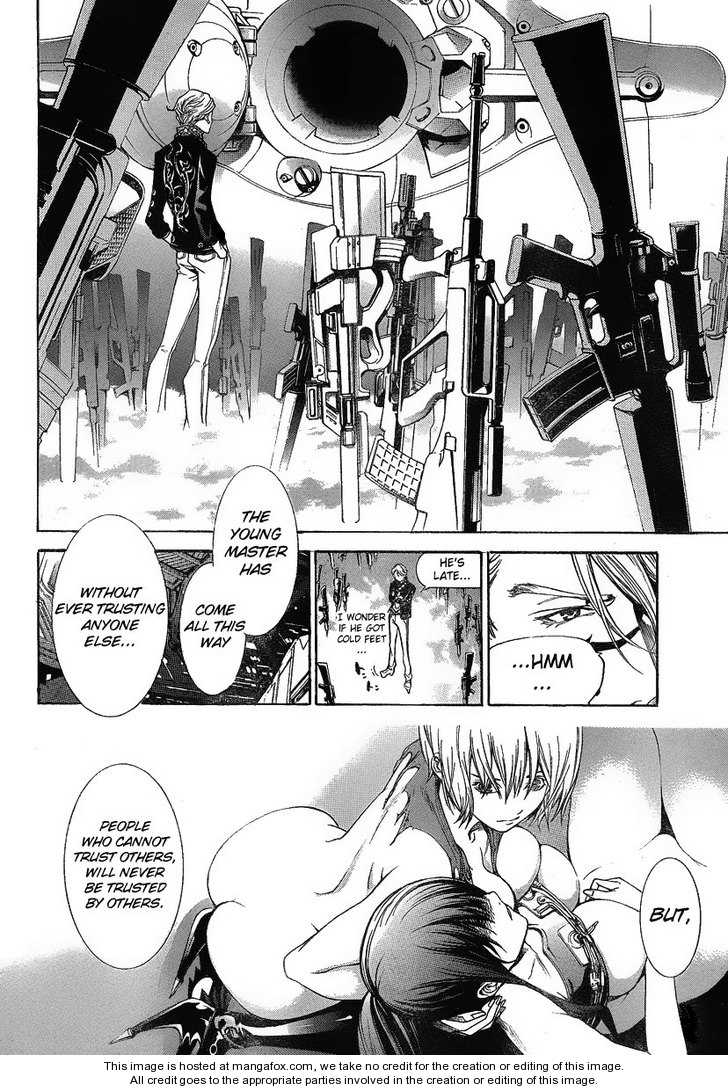 ...HMM
...
HE'S
LATE...
I WONDER
IF HE GOT
COLD FEET
...
THE
YOUNG
MASTER
HAS
COME
ALL THIS
WAY
WITHOUT
EVER TRUSTING
ANYONE
ELSE...
BUT,
PEOPLE
WHO CANNOT
TRUST OTHERS,
WILL NEVER
BE TRUSTED
BY OTHERS.
This image is hosted at mangafox.com, we take no credit for the creation or editing of this image.
All credit goes to the appropriate parties involved in the creation or editing of this image.